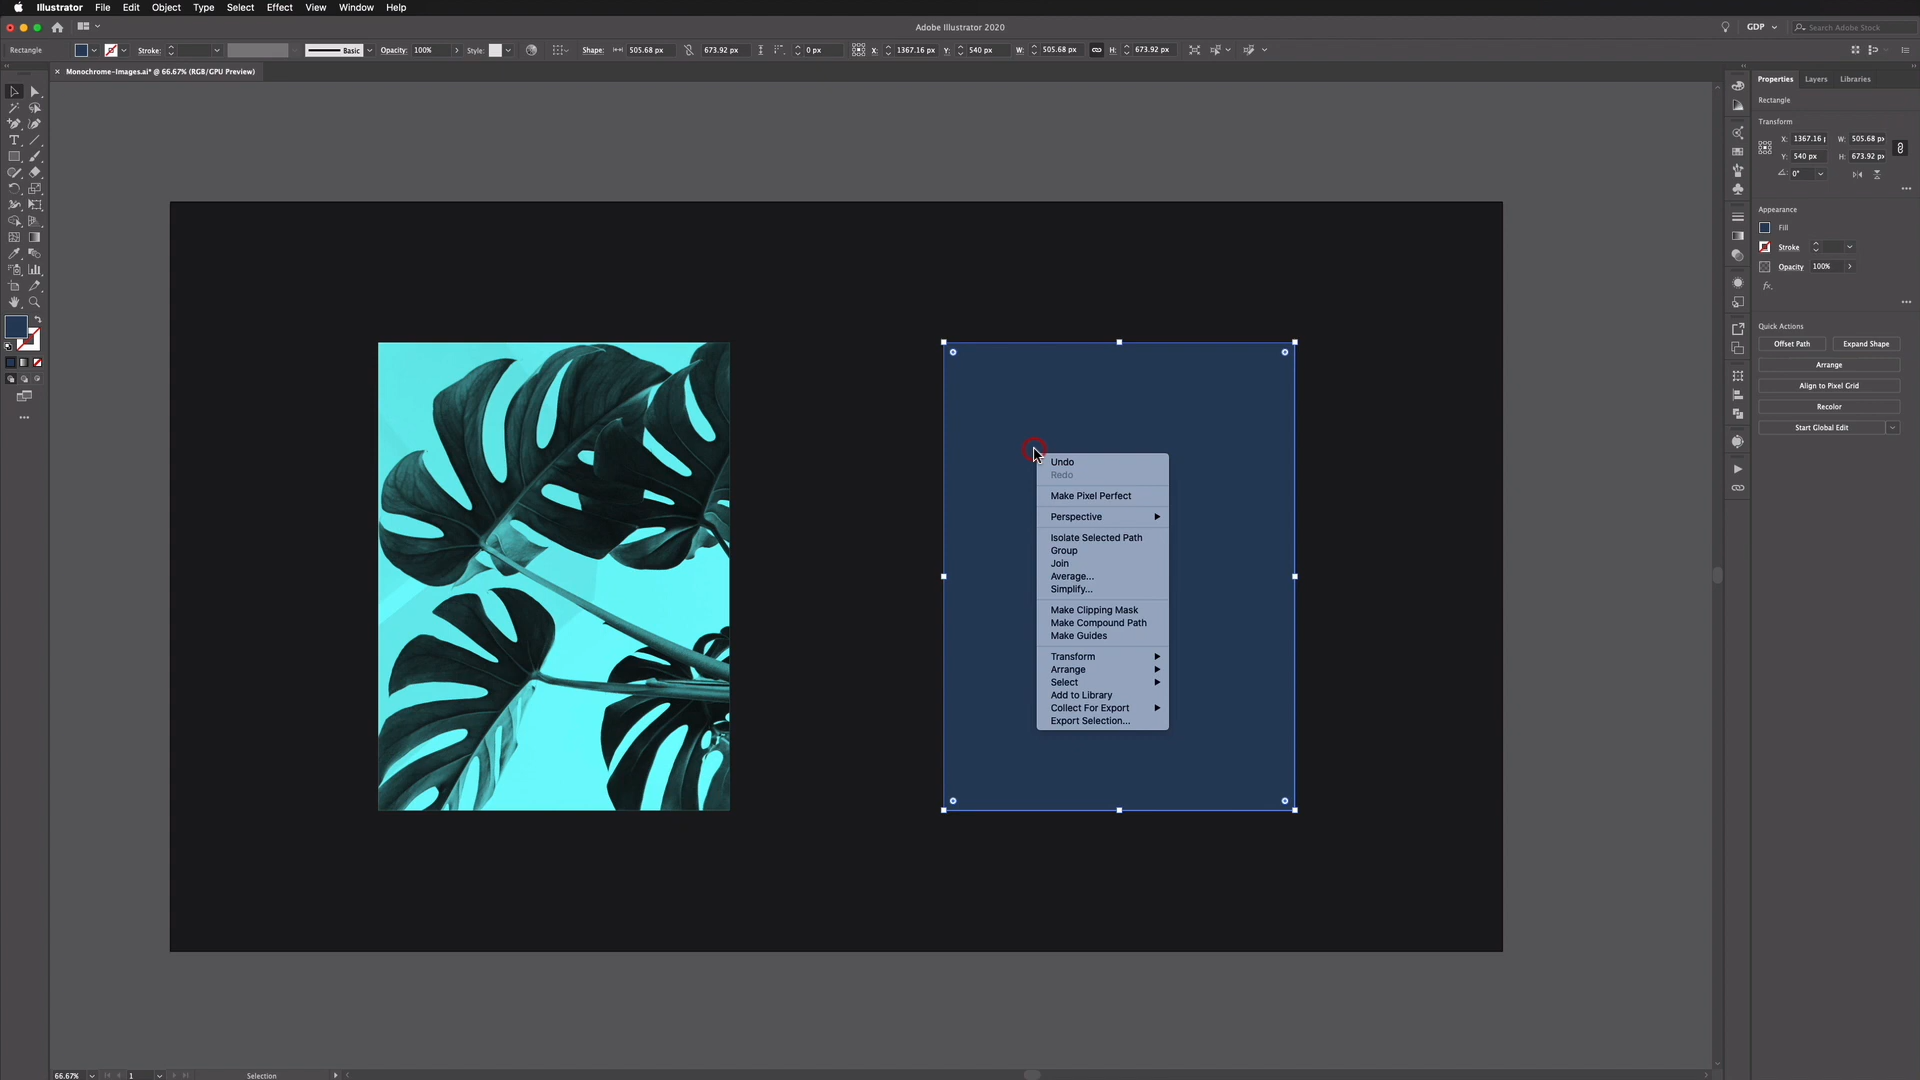 Illustrator File Edit Object Type Select Effect View Window Help
Adobe Illustrator 2020
GDP
Search Adobe Stock
Rectangle Stroke: Basic Opacity: 100% Style: Shape: 505.68 px 673.92 px 0 px X: 1367.16 px Y: 540 px W: 505.68 px H: 673.92 px
× Monochrome-Images.ai* @ 66.67% (RGB/GPU Preview)
Properties Layers Libraries
Rectangle
Transform
X: 1367.16 W: 505.68 px
Y: 540 px H: 673.92 px
0°
Appearance
Fill
Stroke
Opacity 100%
fx.
Quick Actions
Offset Path Expand Shape
Arrange
Align to Pixel Grid
Recolor
Start Global Edit
Undo
Redo
Make Pixel Perfect
Perspective
Isolate Selected Path
Group
Join
Average...
Simplify...
Make Clipping Mask
Make Compound Path
Make Guides
Transform
Arrange
Select
Add to Library
Collect For Export
Export Selection...
66.67% 1 Selection